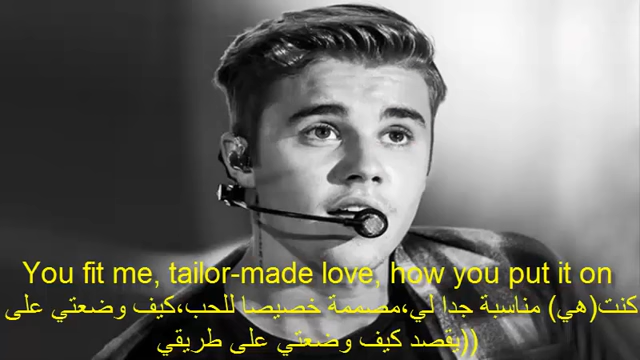 You fit me, tailor-made love, how you put it on
كنت(هي) مناسبة جدا لي،مصممة خصيصا للحب،كيف وضعتي على
((يقصد كيف وضعتي على طريقي